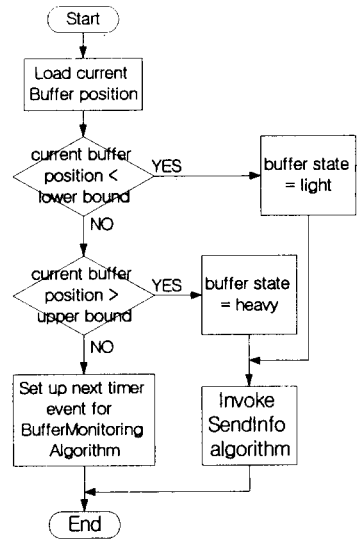 Start
Load current
Buffer position
current buffer
position <
lower bound
YES
buffer state
= light
NO
current buffer
position >
upper bound
YES
buffer state
= heavy
NO
Set up next timer
event for
BufferMonitoring
Algorithm
Invoke
SendInfo
algorithm
End